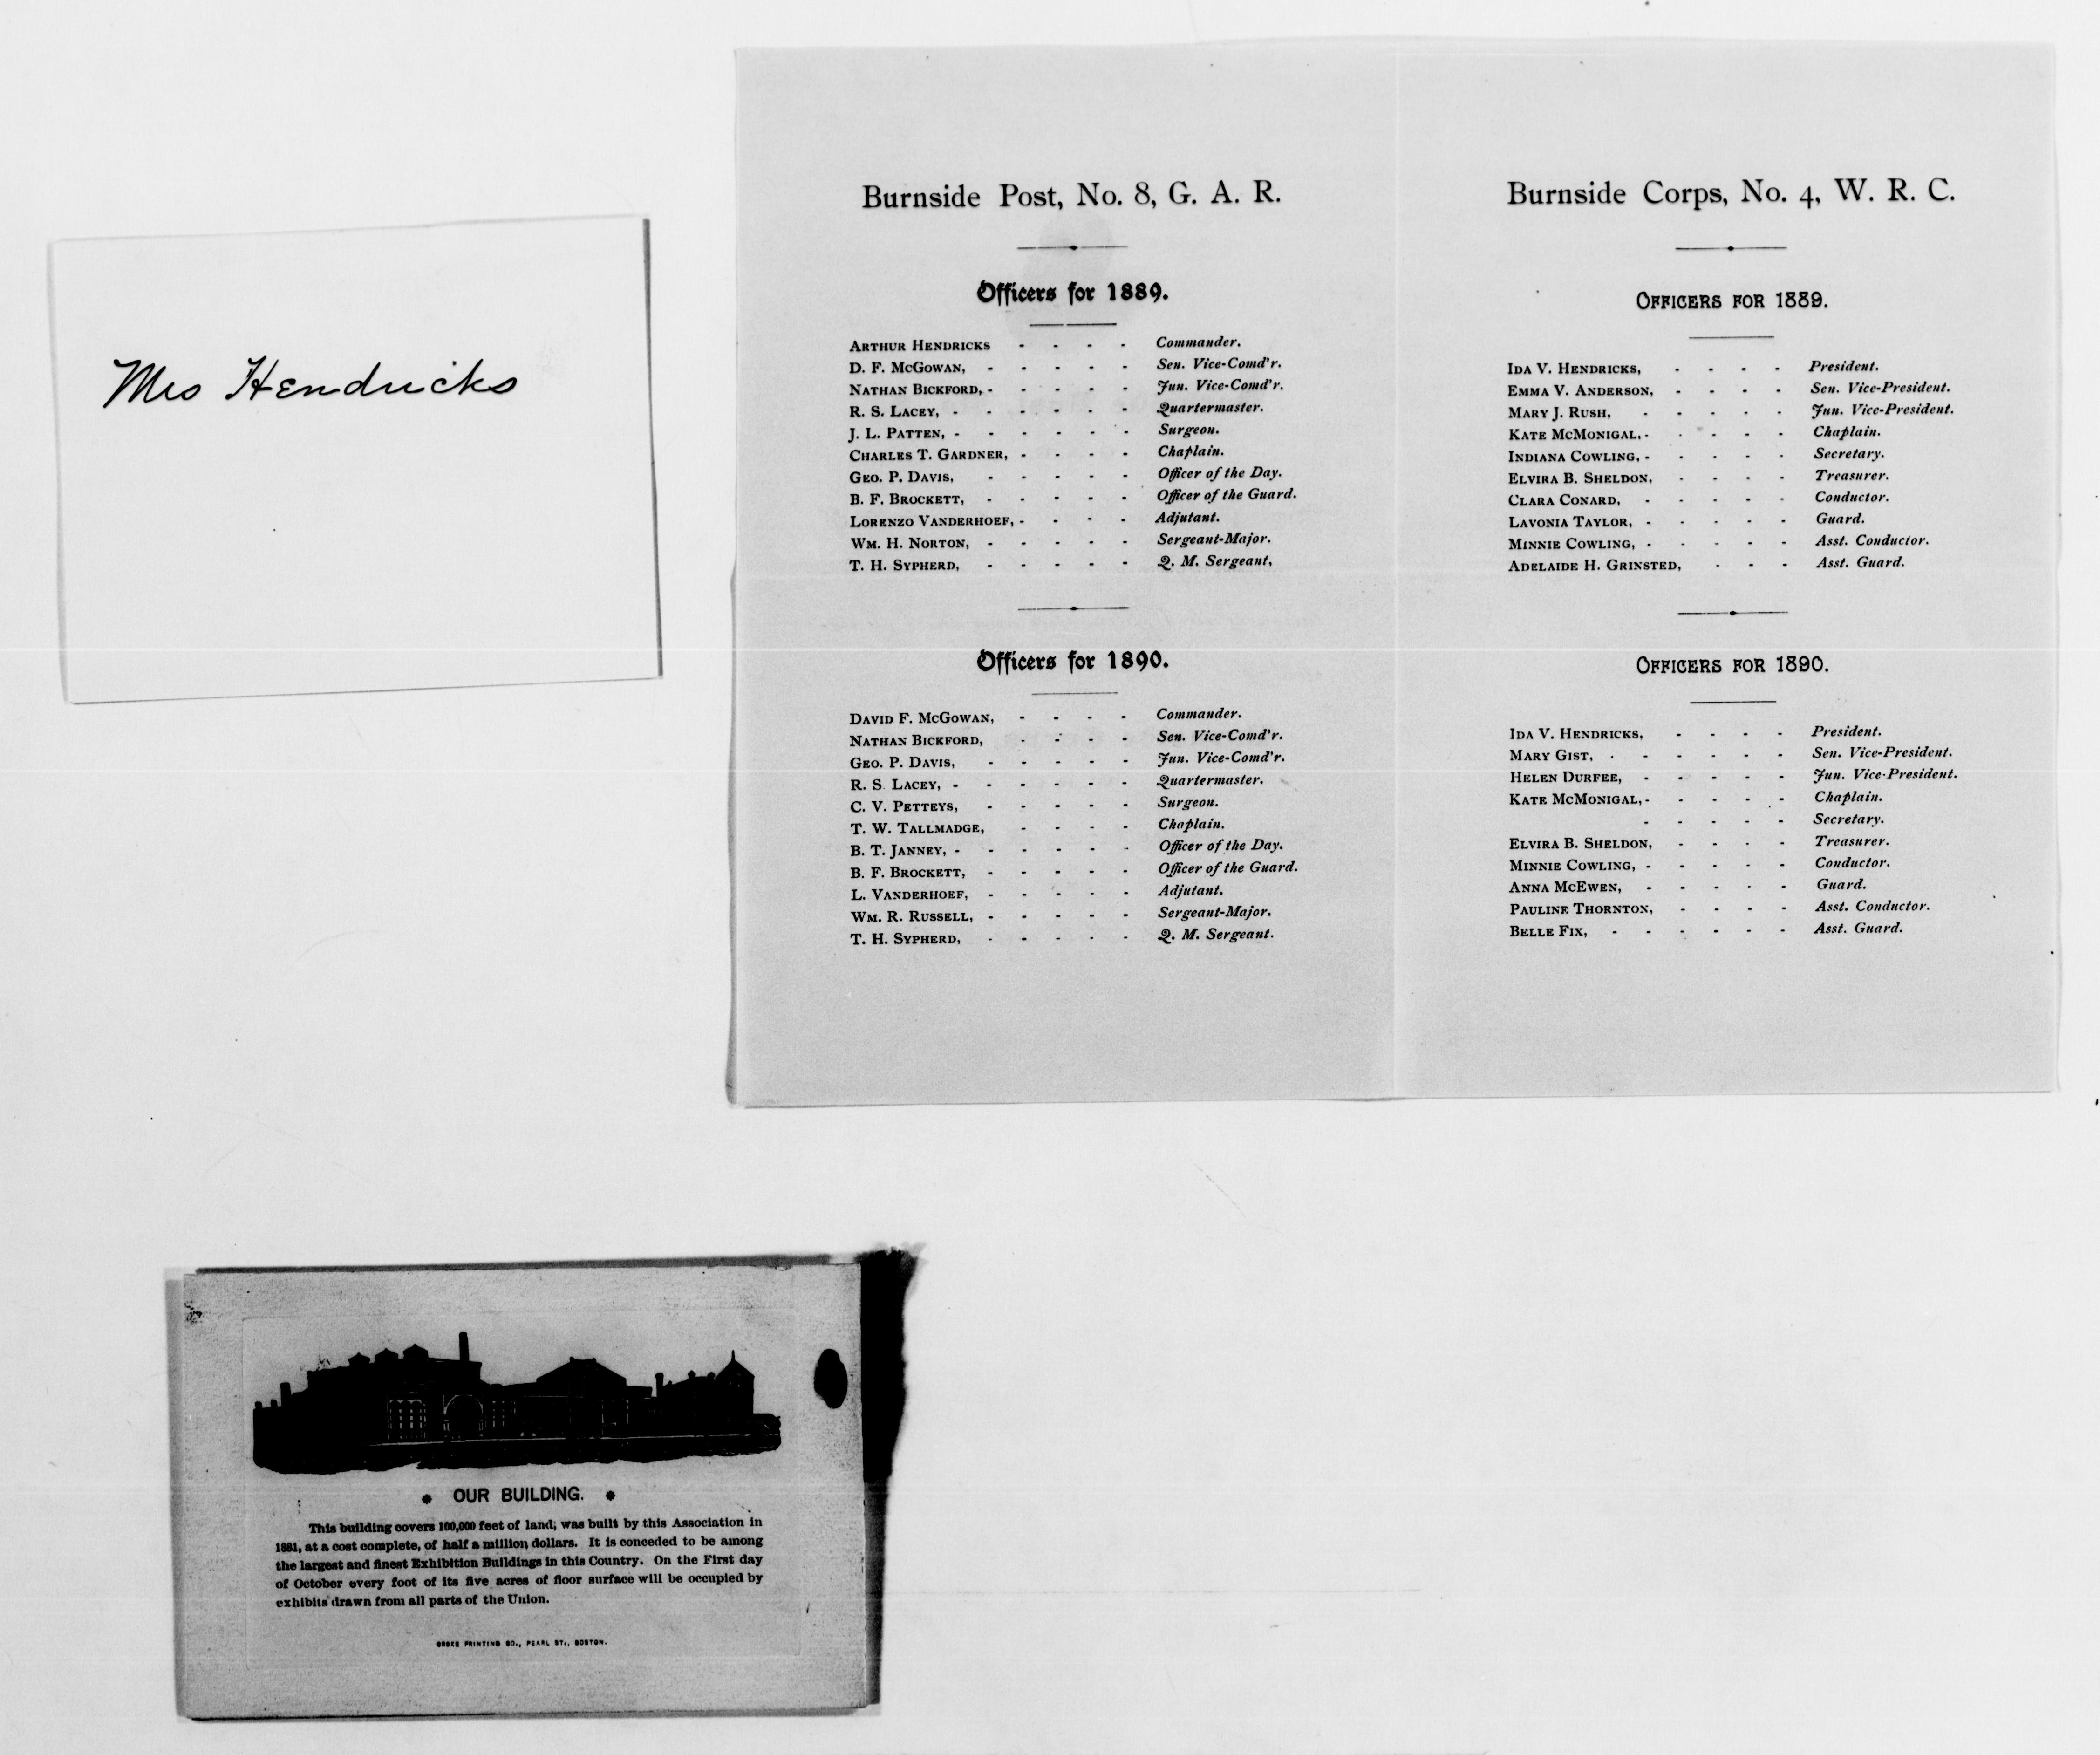 Mrs Hendricks
Burnside Post, No. 8, G. A. R.
Officers for 1889.
ARTHUR HENDRICKS - - - - Commander.
D. F. MCGOWAN, - - - - - Sen. Vice-Comd'r.
NATHAN BICKFORD, - - - - - Jun. Vice-Comd'r.
R. S. LACEY, - - - - - - Quartermaster.
J. L. PATTEN, - - - - - - Surgeon.
CHARLES T. GARDNER, - - - - Chaplain.
GEO. P. DAVIS, - - - - - Officer of the Day.
B. F. BROCKETT, - - - - - Officer of the Guard.
LORENZO VANDERHOEF, - - - - Adjutant.
WM. H. NORTON, - - - - - Sergeant-Major.
T. H. SYPHERD, - - - - - Q. M. Sergeant,
Officers for 1890.
DAVID F. MCGOWAN, - - - - Commander.
NATHAN BICKFORD, - - - - Sen. Vice-Comd'r.
GEO. P. DAVIS, - - - - - Jun. Vice-Comd'r.
R. S. LACEY, - - - - - - Quartermaster.
C. V. PETTEYS, - - - - - Surgeon.
T. W. TALLMADGE, - - - - Chaplain.
B. T. JANNEY, - - - - - - Officer of the Day.
B. F. BROCKETT, - - - - - Officer of the Guard.
L. VANDERHOEF, - - - - - Adjutant.
WM. R. RUSSELL, - - - - - Sergeant-Major.
T. H. SYPHERD, - - - - - Q. M. Sergeant.
Burnside Corps, No. 4, W. R. C.
OFFICERS FOR 1889.
IDA V. HENDRICKS, - - - - President.
EMMA V. ANDERSON, - - - - Sen. Vice-President.
MARY J. RUSH, - - - - - Jun. Vice-President.
KATE MCMONIGAL, - - - - - Chaplain.
INDIANA COWLING, - - - - - Secretary.
ELVIRA B. SHELDON, - - - - Treasurer.
CLARA CONARD, - - - - - Conductor.
LAVONIA TAYLOR, - - - - - Guard.
MINNIE COWLING, - - - - - Asst. Conductor.
ADELAIDE H. GRINSTED, - - - Asst. Guard.
OFFICERS FOR 1890.
IDA V. HENDRICKS, - - - - President.
MARY GIST, - - - - - - Sen. Vice-President.
HELEN DURFEE, - - - - - Jun. Vice-President.
KATE MCMONIGAL, - - - - - Chaplain.
- - - - - Secretary.
ELVIRA B. SHELDON, - - - - Treasurer.
MINNIE COWLING, - - - - - Conductor.
ANNA MCEWEN, - - - - - Guard.
PAULINE THORNTON, - - - - Asst. Conductor.
BELLE FIX, - - - - - - Asst. Guard.
OUR BUILDING.
This building covers 100,000 feet of land; was built by this Association in
1881, at a cost complete, of half a million dollars. It is conceded to be among
the largest and finest Exhibition Buildings in this Country. On the First day
of October every foot of its five acres of floor surface will be occupied by
exhibits drawn from all parts of the Union.
PRINTING CO., PEARL ST., BOSTON.